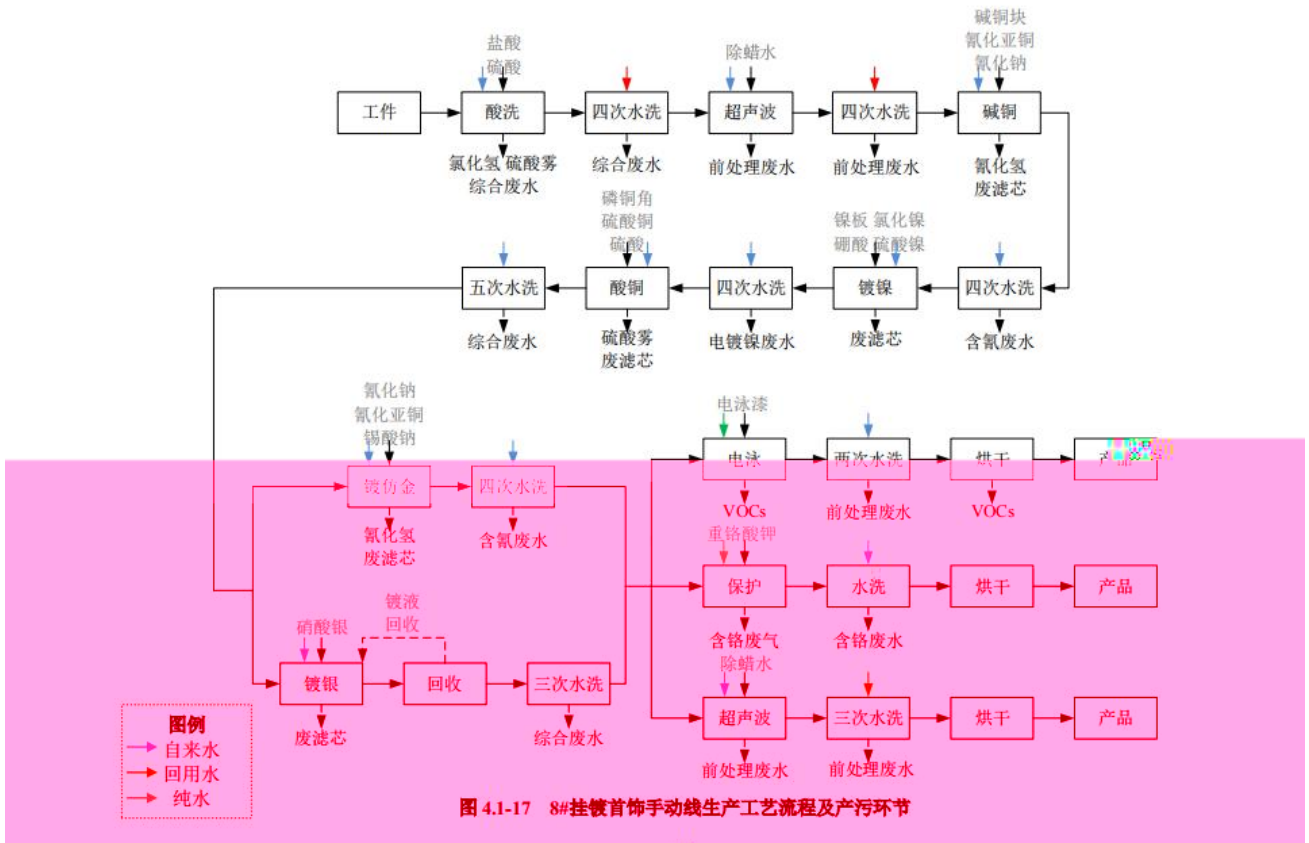 盐酸
硫酸
除蜡水
碱铜块
氰化亚铜
氰化钠
工件
酸洗
四次水洗
超声波
四次水洗
碱铜
氯化氢 硫酸雾
综合废水
综合废水
前处理废水
前处理废水
氰化氢
废滤芯
磷铜角
硫酸铜
硫酸
镍板 氯化镍
硼酸 硫酸镍
五次水洗
酸铜
四次水洗
镀镍
四次水洗
综合废水
硫酸雾
废滤芯
电镀镍废水
废滤芯
含氰废水
氰化钠
氰化亚铜
锡酸钠
电泳漆
镀仿金
四次水洗
电泳
两次水洗
烘干
产品
氰化氢
废滤芯
含氰废水
VOCs
前处理废水
VOCs
重铬酸钾
保护
水洗
烘干
产品
含铬废气
含铬废水
硝酸银
镀液
回收
除蜡水
镀银
回收
三次水洗
超声波
三次水洗
烘干
产品
废滤芯
综合废水
前处理废水
前处理废水
图例
自来水
回用水
纯水
图 4.1-17 8#挂镀首饰手动线生产工艺流程及产污环节